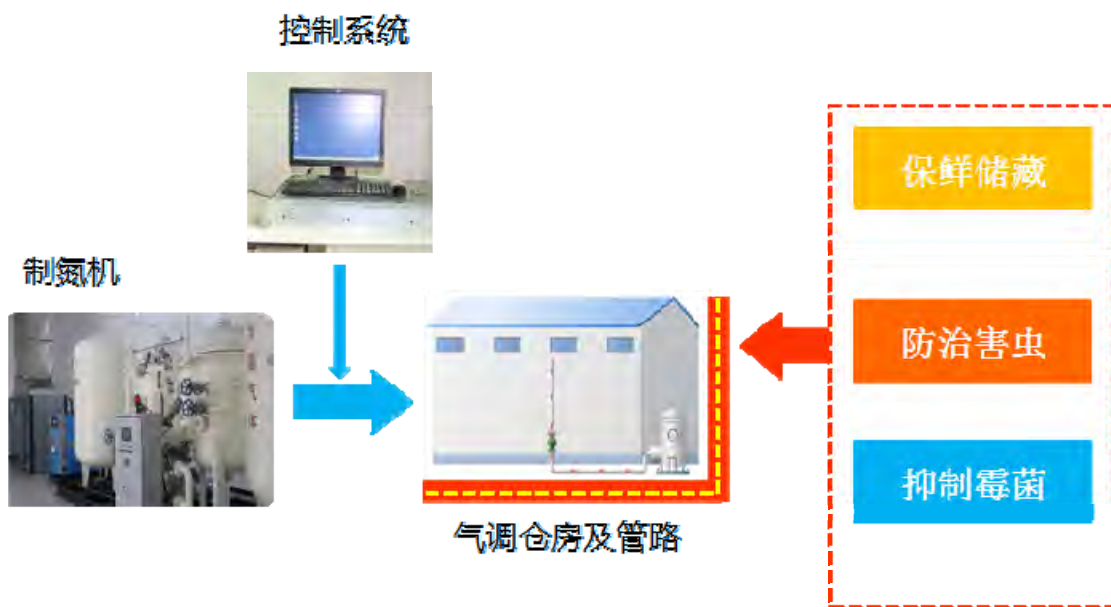 控制系统
保鲜储藏
制氮机
防治害虫
抑制霉菌
气调仓房及管路